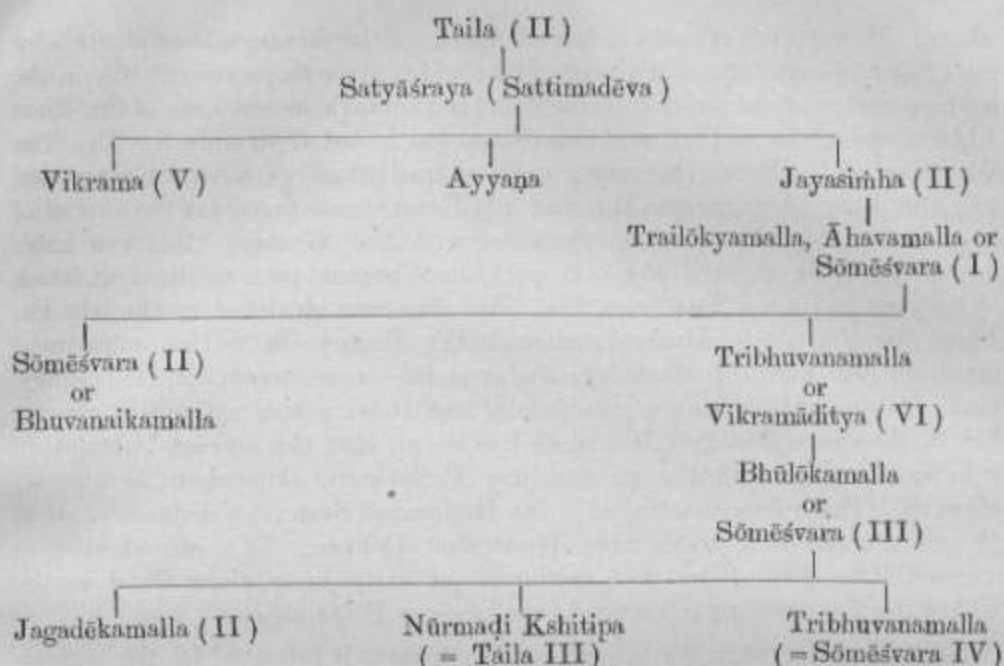 Taila (II)
Satyāśraya (Sattimadēva)
Vikrama (V) Ayyaṇa Jayasiṁha (II)
Trailōkyamalla, Āhavamalla or
Sōmēśvara (I)
Sōmēśvara (II) Tribhuvanamalla
or or
Bhuvanaikamalla Vikramāditya (VI)
Bhūlōkamalla
or
Sōmēśvara (III)
Jagadēkamalla (II) Nūrmaḍi Kshitipa Tribhuvanamalla
(= Taila III) (= Sōmēśvara IV)